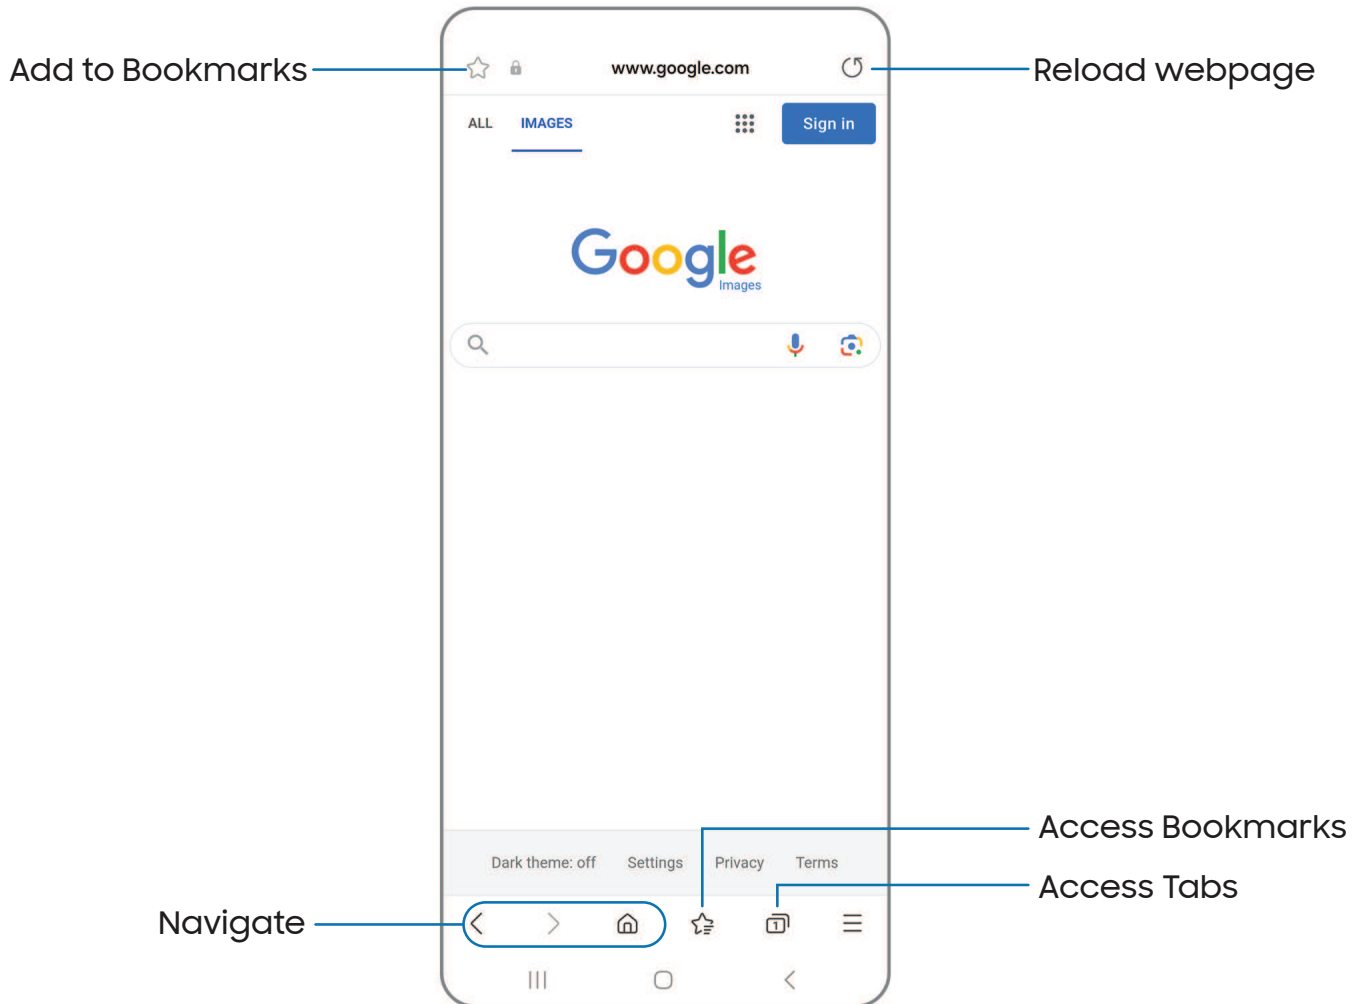 Add to Bookmarks
www.google.com
Reload webpage
ALL IMAGES
Sign in
Google
Images
Access Bookmarks
Dark theme: off Settings Privacy Terms
Access Tabs
Navigate
1